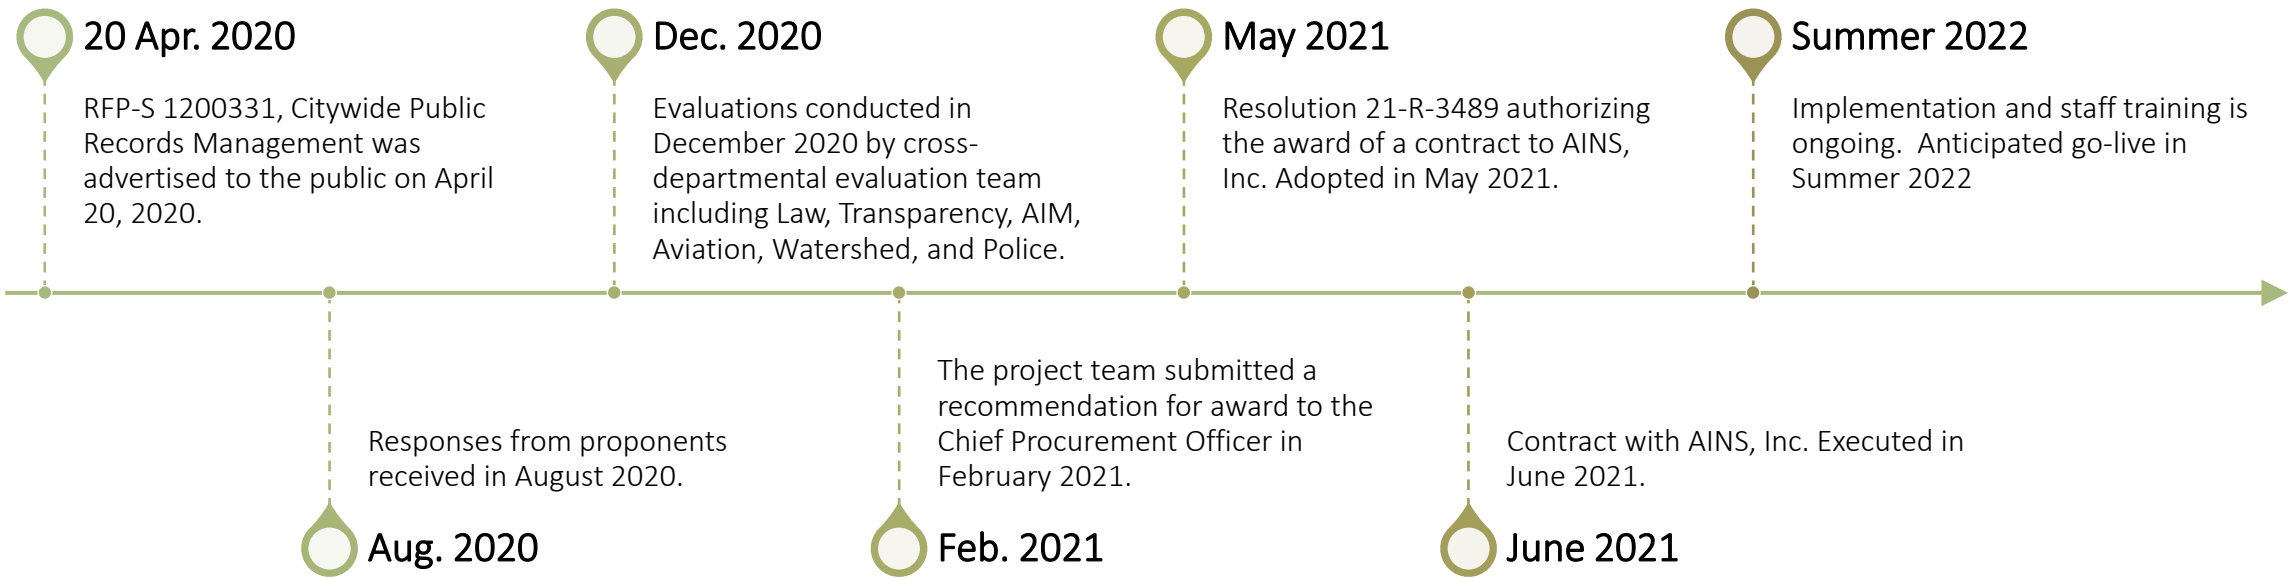 20 Apr. 2020
RFP-S 1200331, Citywide Public
Records Management was
advertised to the public on April
20, 2020.
Responses from proponents
received in August 2020.
Aug. 2020
Dec. 2020
Evaluations conducted in
December 2020 by cross-
departmental evaluation team
including Law, Transparency, AIM,
Aviation, Watershed, and Police.
The project team submitted a
recommendation for award to the
Chief Procurement Officer in
February 2021.
Feb. 2021
May 2021
Resolution 21-R-3489 authorizing
the award of a contract to AINS,
Inc. Adopted in May 2021.
Contract with AINS, Inc. Executed in
June 2021.
June 2021
Summer 2022
Implementation and staff training is
ongoing.  Anticipated go-live in
Summer 2022